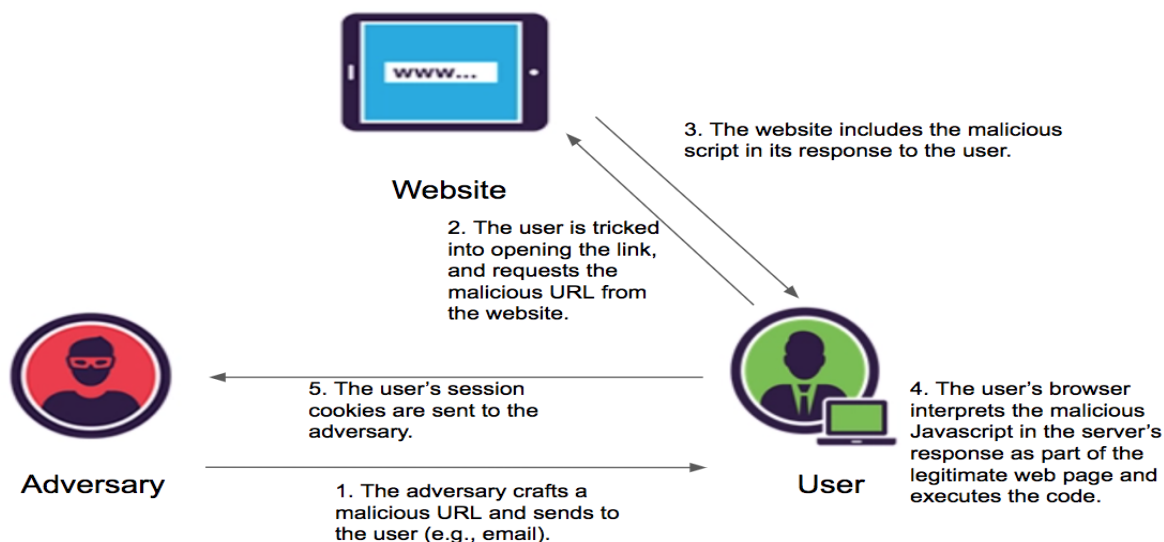 www...
Website
3. The website includes the malicious
script in its response to the user.
2. The user is tricked
into opening the link,
and requests the
malicious URL from
the website.
5. The user's session
cookies are sent to the
adversary.
4. The user's browser
interprets the malicious
Javascript in the server's
response as part of the
legitimate web page and
executes the code.
Adversary
User
1. The adversary crafts a
malicious URL and sends to
the user (e.g., email).